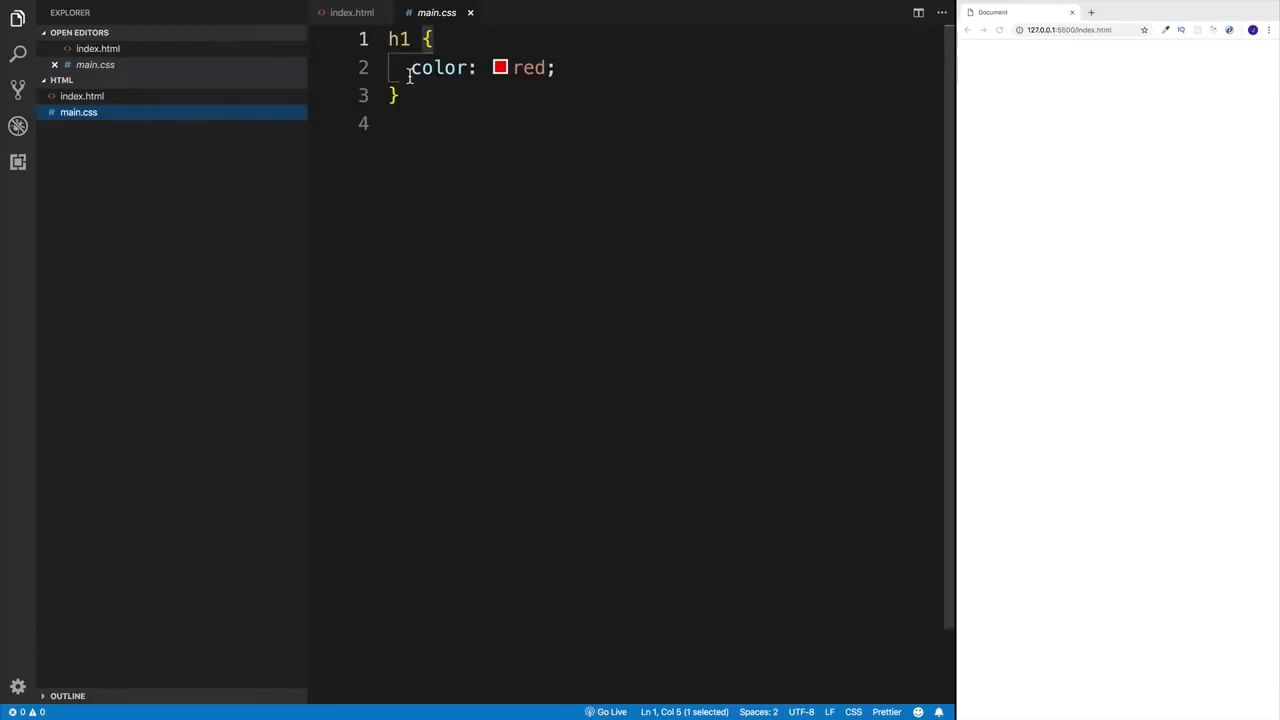 EXPLORER
OPEN EDITORS
index.html
main.css
HTML
index.html
main.css
OUTLINE
index.html
main.css
1 h1 {
2 color: red;
3 }
4
Document
127.0.0.1:5500/index.html
IQ
J
0 0
Go Live
Ln 1, Col 5 (1 selected)
Spaces: 2
UTF-8
LF
CSS
Prettier